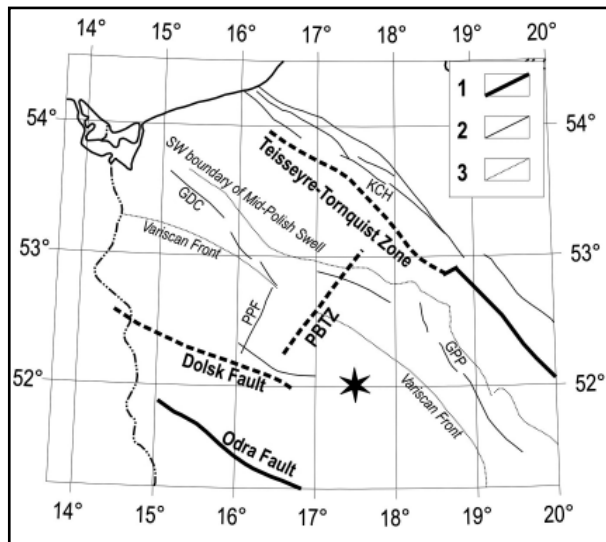 14° 15° 16° 17° 18° 19° 20°
1
2
3
54° 54°
Teisseyre-Tornquist Zone
KCH
SW boundary of Mid-Polish Swell
GDC
Variscan Front
53° 53°
PPF
PBTZ
GPP
Dolsk Fault
52° 52°
Variscan Front
Odra Fault
14° 15° 16° 17° 18° 19° 20°